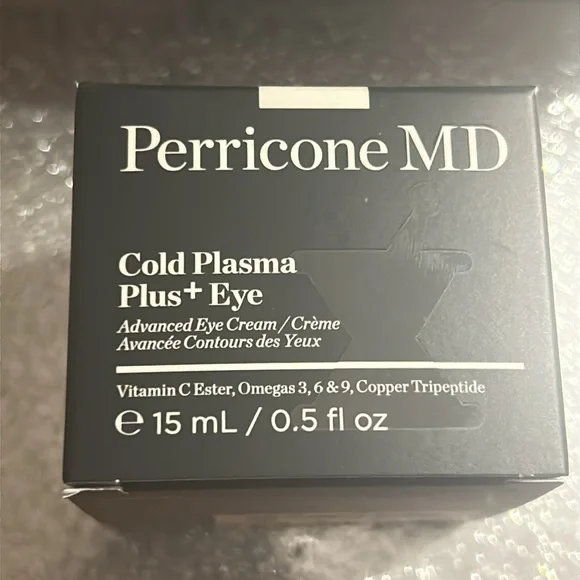 Perricone MD
Cold Plasma
Plus+ Eye
Advanced Eye Cream / Crème
Avancée Contours des Yeux
Vitamin C Ester, Omegas 3, 6 & 9, Copper Tripeptide
℮ 15 mL / 0.5 fl oz